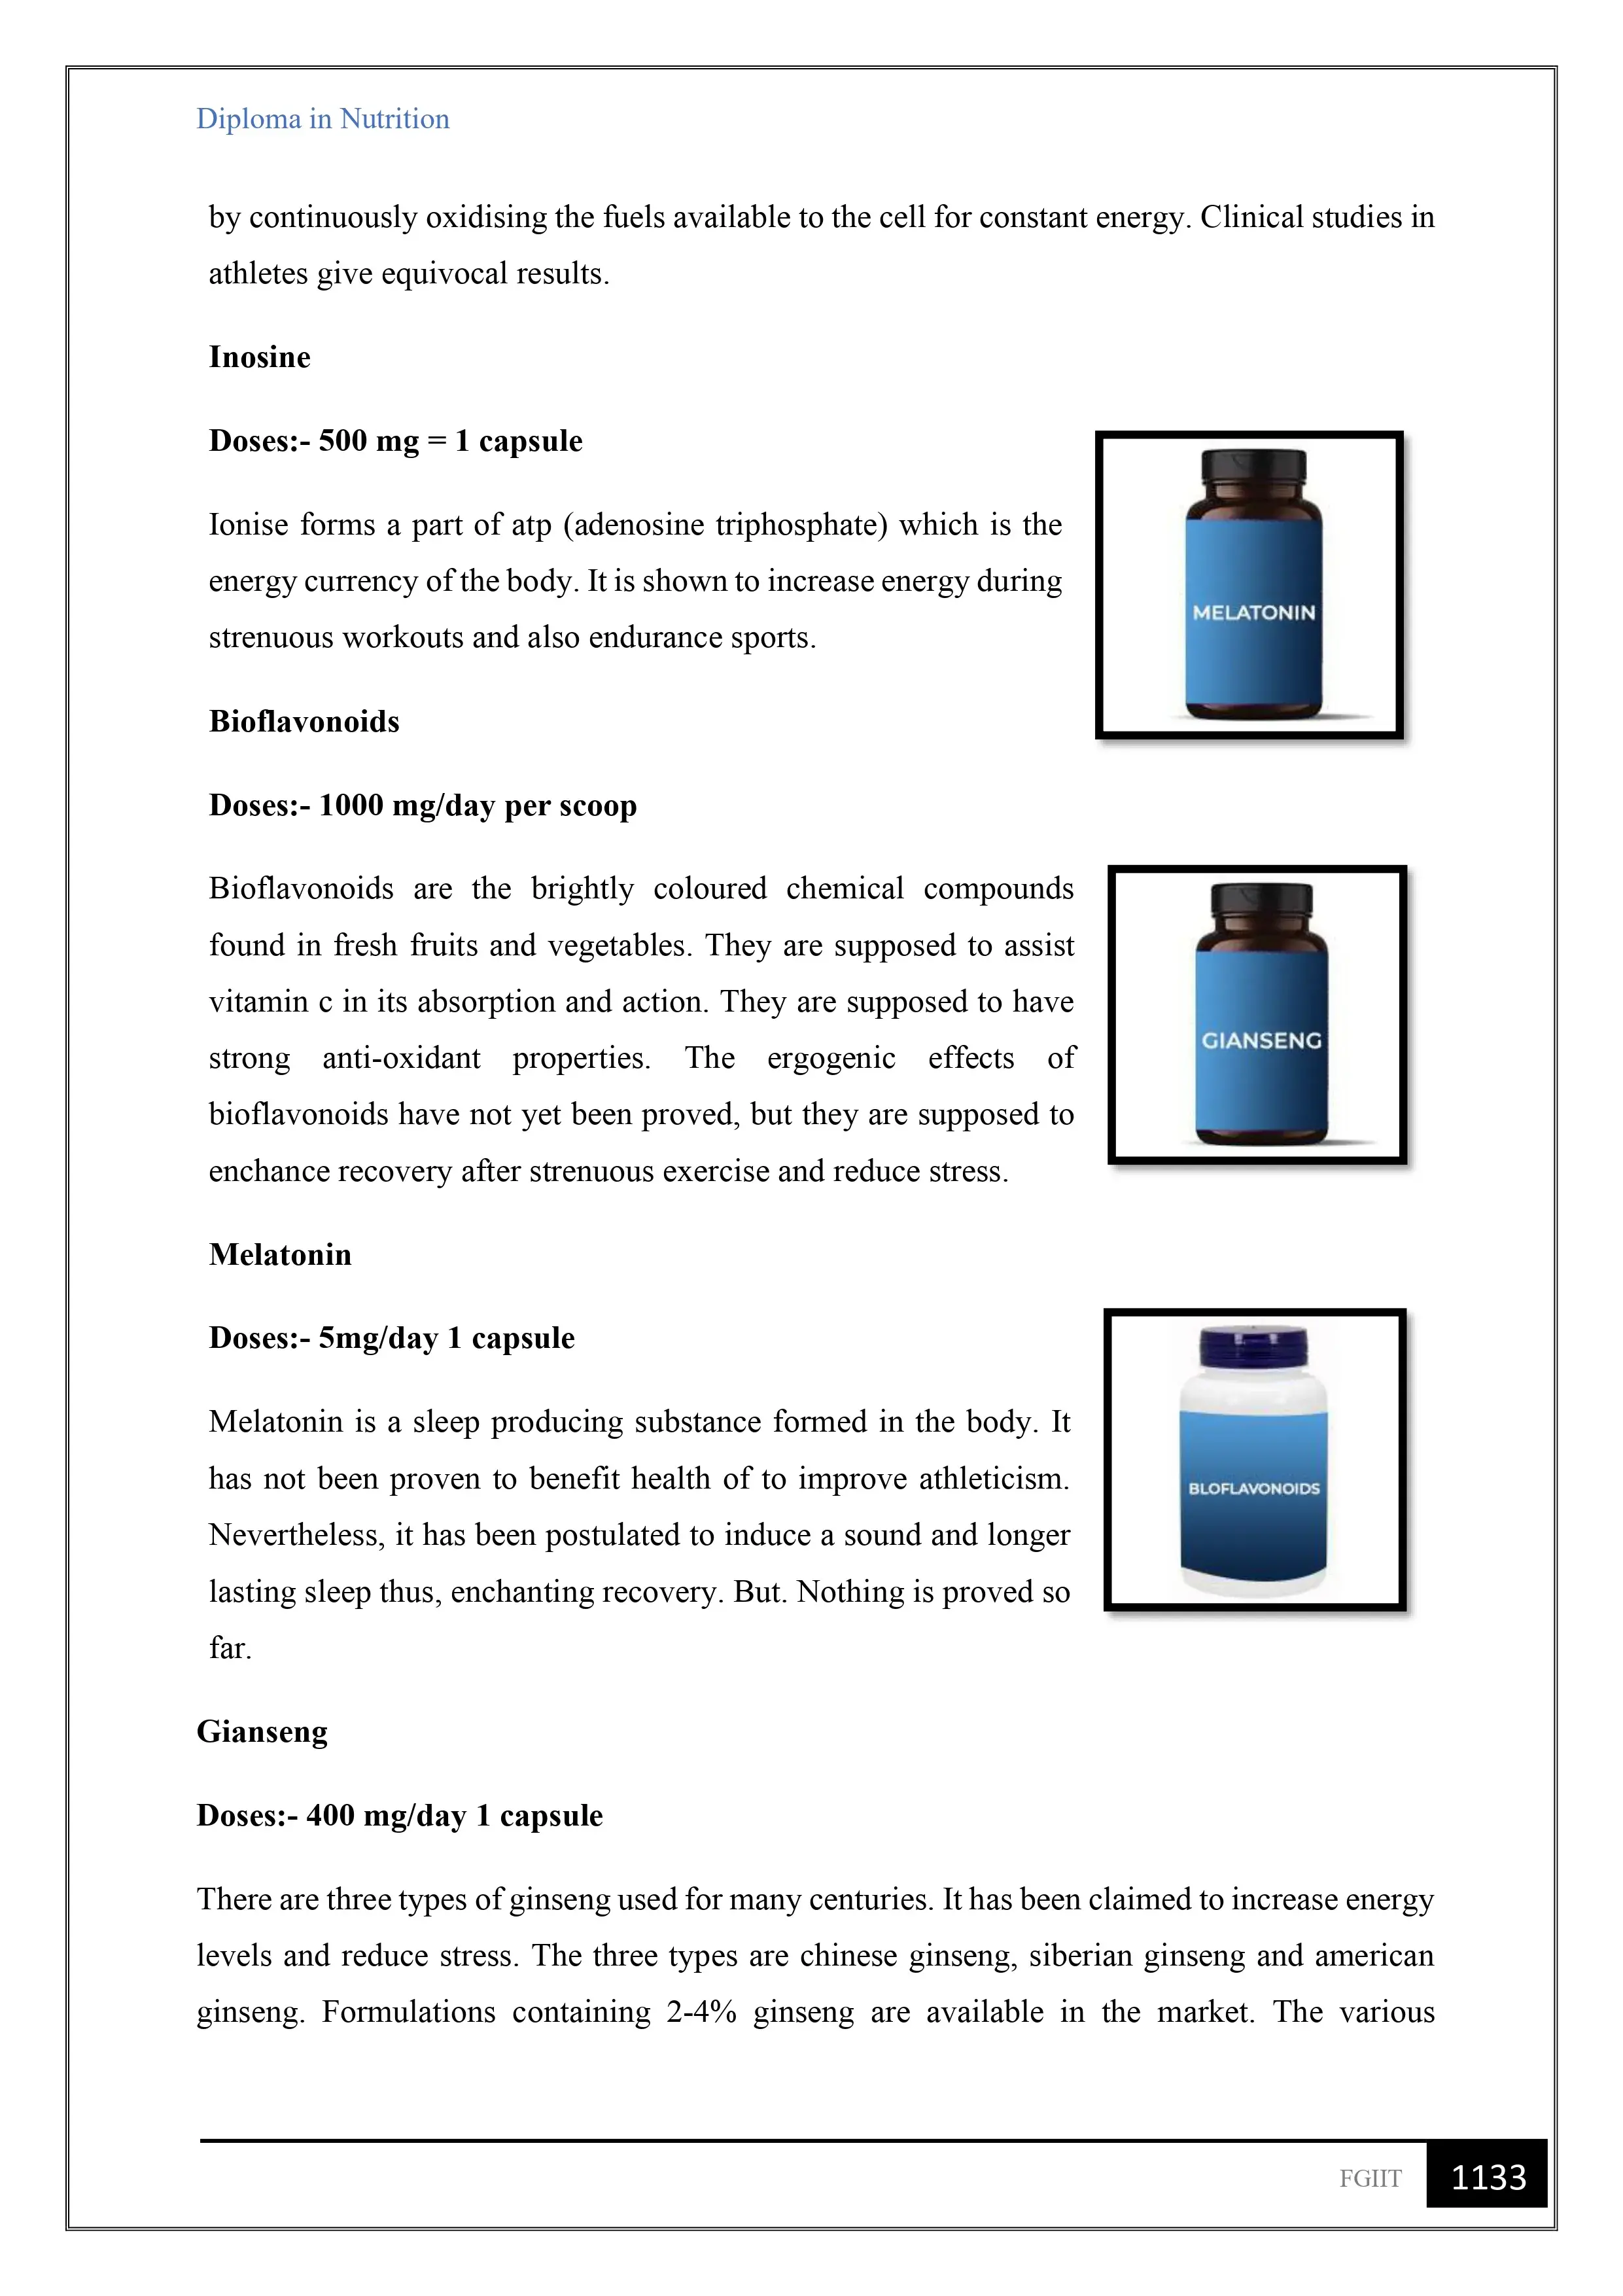 Diploma in Nutrition
by continuously oxidising the fuels available to the cell for constant energy. Clinical studies in
athletes give equivocal results.
Inosine
Doses:- 500 mg = 1 capsule
Ionise forms a part of atp (adenosine triphosphate) which is the
energy currency of the body. It is shown to increase energy during
strenuous workouts and also endurance sports.
MELATONIN
Bioflavonoids
Doses:- 1000 mg/day per scoop
Bioflavonoids are the brightly coloured chemical compounds
found in fresh fruits and vegetables. They are supposed to assist
vitamin c in its absorption and action. They are supposed to have
strong anti-oxidant properties. The ergogenic effects of
bioflavonoids have not yet been proved, but they are supposed to
enchance recovery after strenuous exercise and reduce stress.
GIANSENG
Melatonin
Doses:- 5mg/day 1 capsule
Melatonin is a sleep producing substance formed in the body. It
has not been proven to benefit health of to improve athleticism.
Nevertheless, it has been postulated to induce a sound and longer
lasting sleep thus, enchanting recovery. But. Nothing is proved so
far.
BLOFLAVONOIDS
Gianseng
Doses:- 400 mg/day 1 capsule
There are three types of ginseng used for many centuries. It has been claimed to increase energy
levels and reduce stress. The three types are chinese ginseng, siberian ginseng and american
ginseng. Formulations containing 2-4% ginseng are available in the market. The various
FGIIT 1133